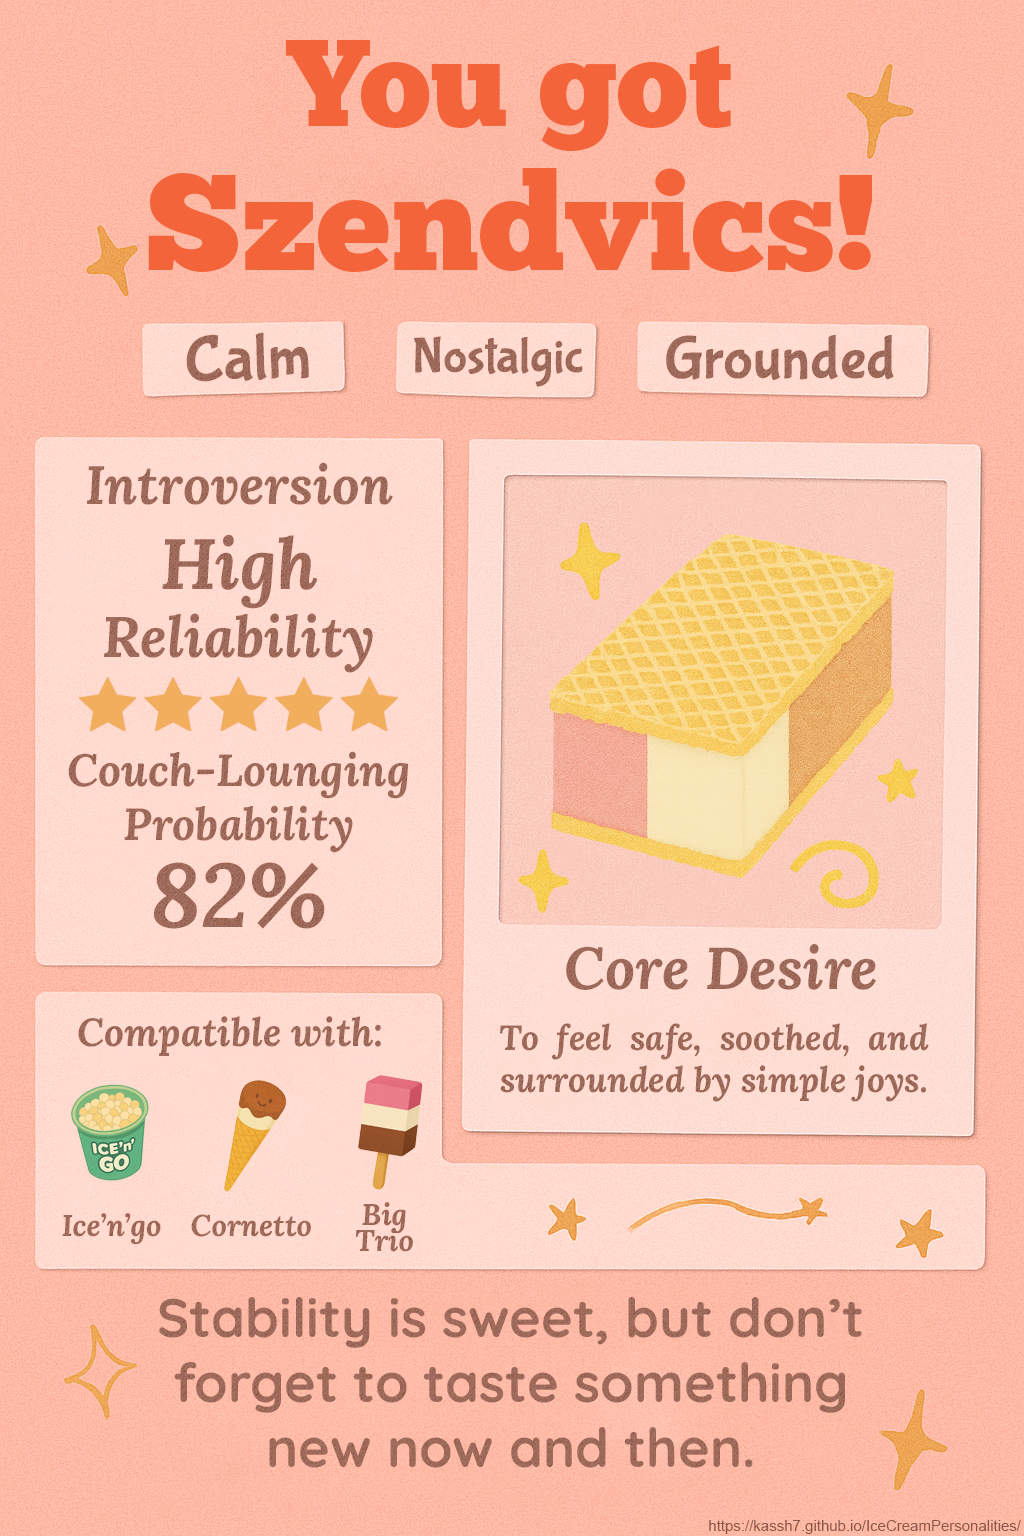 You got
Szendvics!
Calm
Nostalgic
Grounded
Introversion
High
Reliability
Couch-Lounging
Probability
82%
Core Desire
To feel safe, soothed, and
surrounded by simple joys.
Compatible with:
ICE'n'
GO
Ice'n'go
Cornetto
Big
Trio
Stability is sweet, but don't
forget to taste something
new now and then.
https://kassh7.github.io/IceCreamPersonalities/